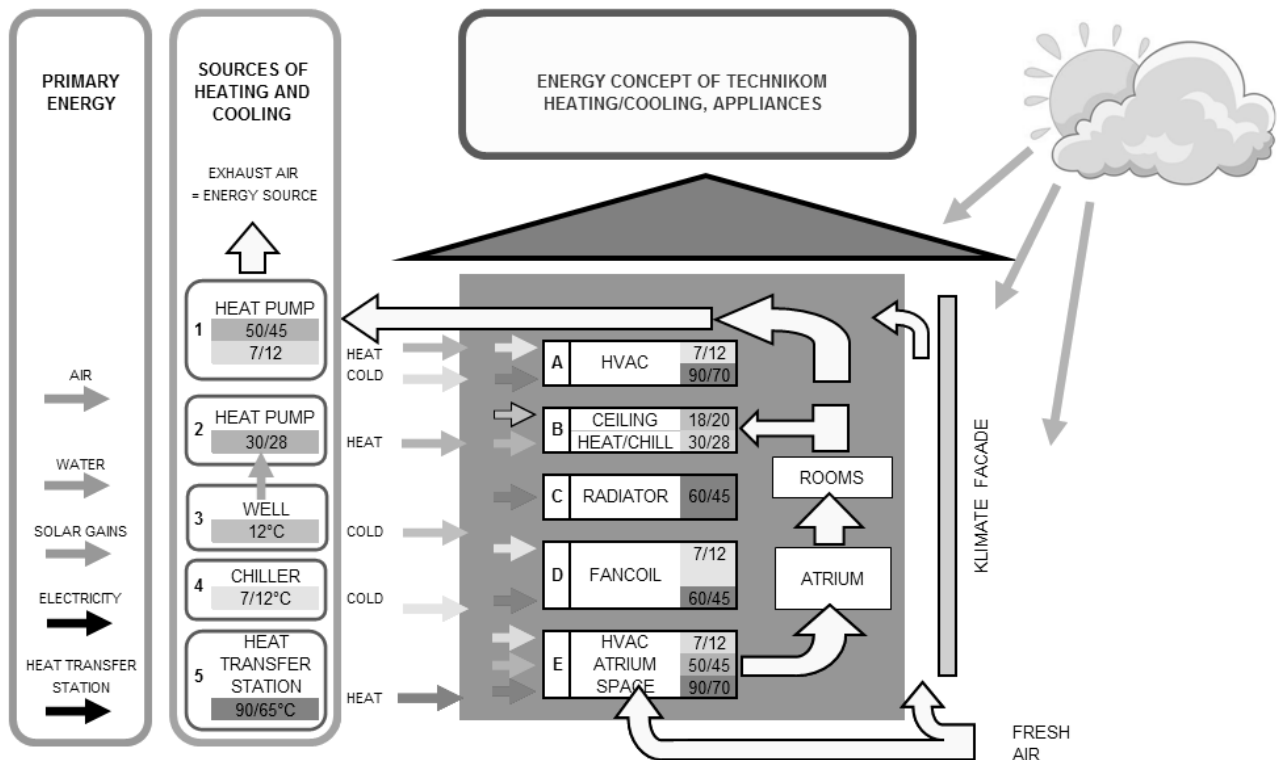 PRIMARY
ENERGY
AIR
WATER
SOLAR GAINS
ELECTRICITY
HEAT TRANSFER
STATION
SOURCES OF
HEATING AND
COOLING
EXHAUST AIR
= ENERGY SOURCE
1
HEAT PUMP
50/45
7/12
2
HEAT PUMP
30/28
3
WELL
12°C
4
CHILLER
7/12°C
5
HEAT
TRANSFER
STATION
90/65°C
HEAT
COLD
HEAT
COLD
COLD
HEAT
ENERGY CONCEPT OF TECHNIKOM
HEATING/COOLING, APPLIANCES
A
HVAC
7/12
90/70
B
CEILING 18/20
HEAT/CHILL 30/28
C
RADIATOR 60/45
D
FANCOIL
7/12
60/45
E
HVAC 7/12
ATRIUM 50/45
SPACE 90/70
ROOMS
ATRIUM
KLIMATE FACADE
FRESH
AIR